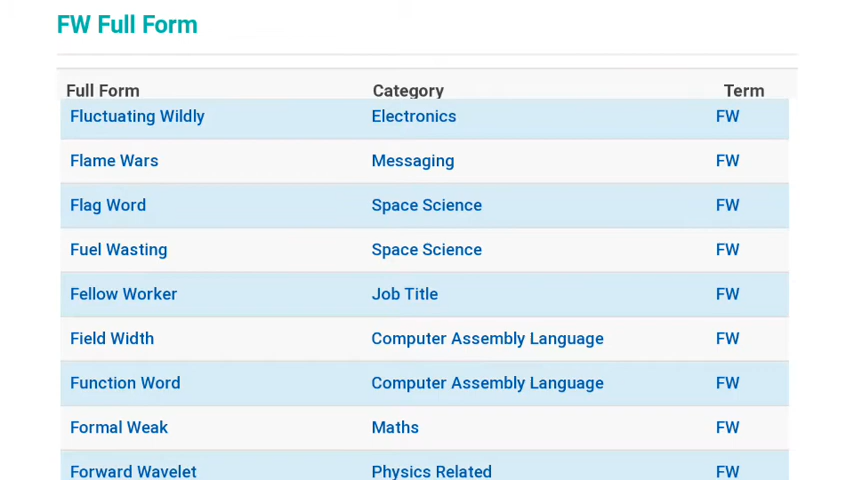 FW Full Form
Full Form Category Term
Fluctuating Wildly Electronics FW
Flame Wars Messaging FW
Flag Word Space Science FW
Fuel Wasting Space Science FW
Fellow Worker Job Title FW
Field Width Computer Assembly Language FW
Function Word Computer Assembly Language FW
Formal Weak Maths FW
Forward Wavelet Physics Related FW